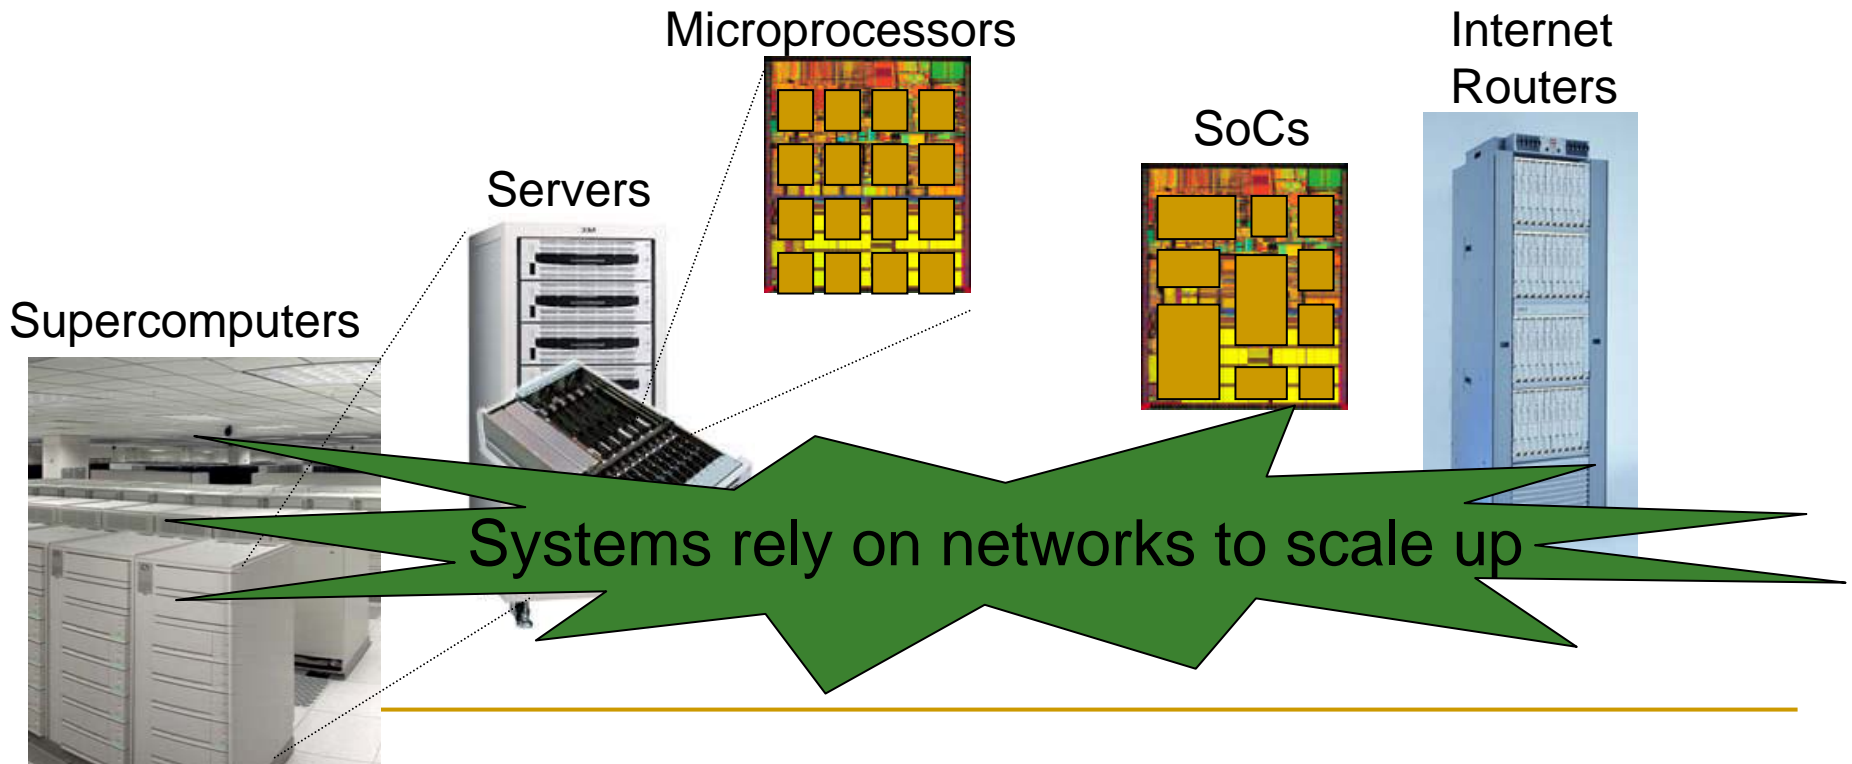 Microprocessors
Internet
Routers
SoCs
Servers
Supercomputers
Systems rely on networks to scale up